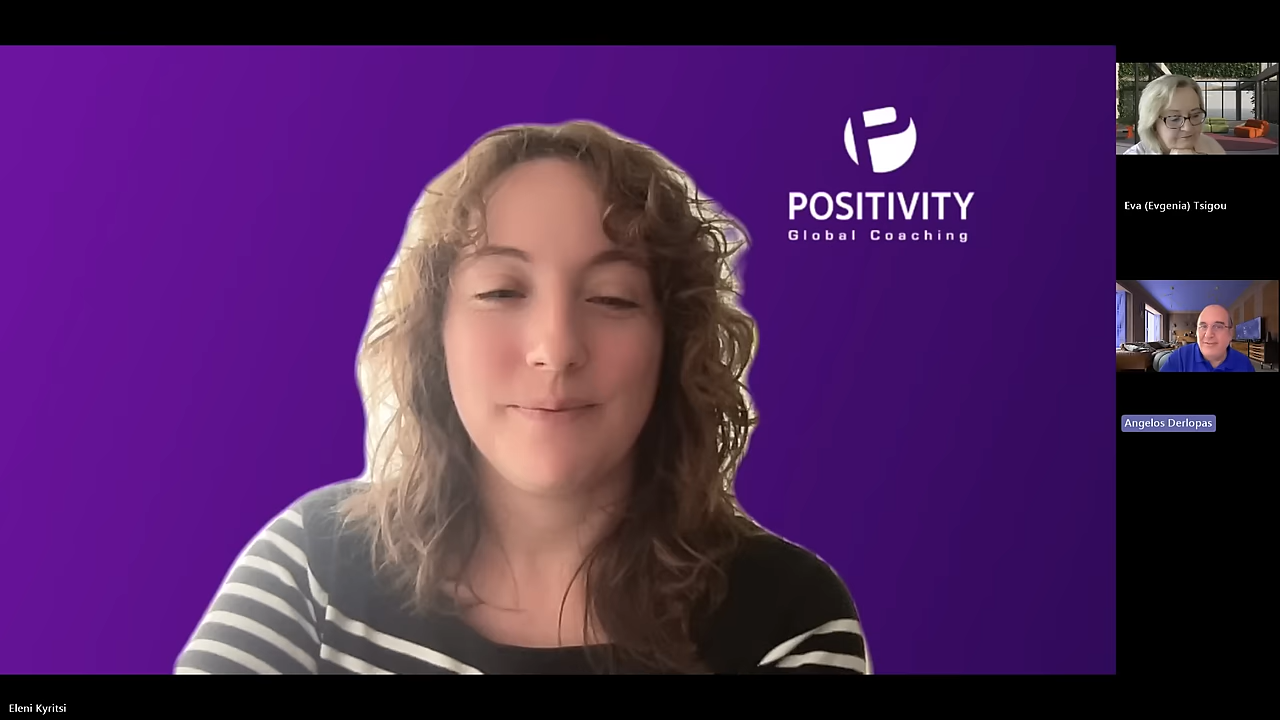 POSITIVITY
Global Coaching
Eva (Evgenia) Tsigou
Angelos Derlopas
Eleni Kyritsi